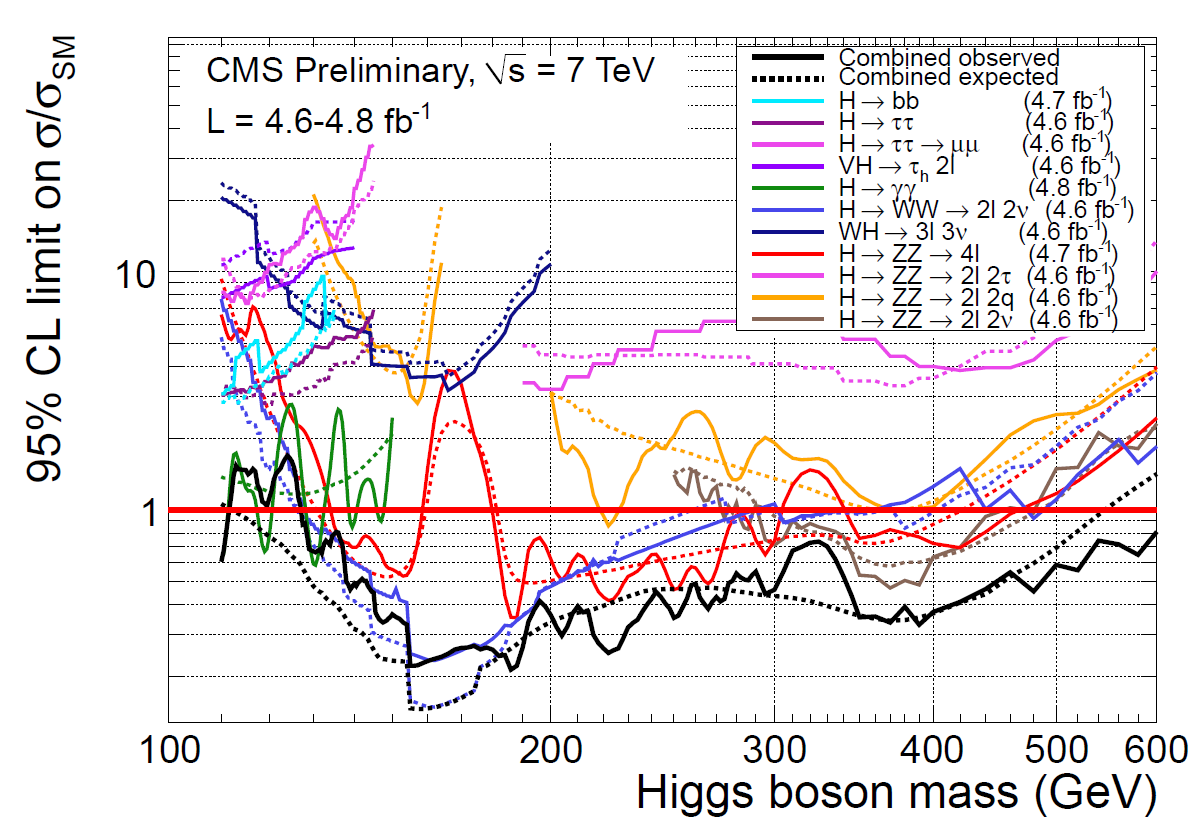 95% CL limit on σ/σSM
CMS Preliminary, √s = 7 TeV
L = 4.6-4.8 fb-1
Combined observed
Combined expected
H → bb (4.7 fb-1)
H → ττ (4.6 fb-1)
H → ττ → μμ (4.6 fb-1)
VH → τh 2l (4.6 fb-1)
H → γγ (4.8 fb-1)
H → WW → 2l 2ν (4.6 fb-1)
WH → 3l 3ν (4.6 fb-1)
H → ZZ → 4l (4.7 fb-1)
H → ZZ → 2l 2τ (4.6 fb-1)
H → ZZ → 2l 2q (4.6 fb-1)
H → ZZ → 2l 2ν (4.6 fb-1)
10
1
100 200 300 400 500 600
Higgs boson mass (GeV)